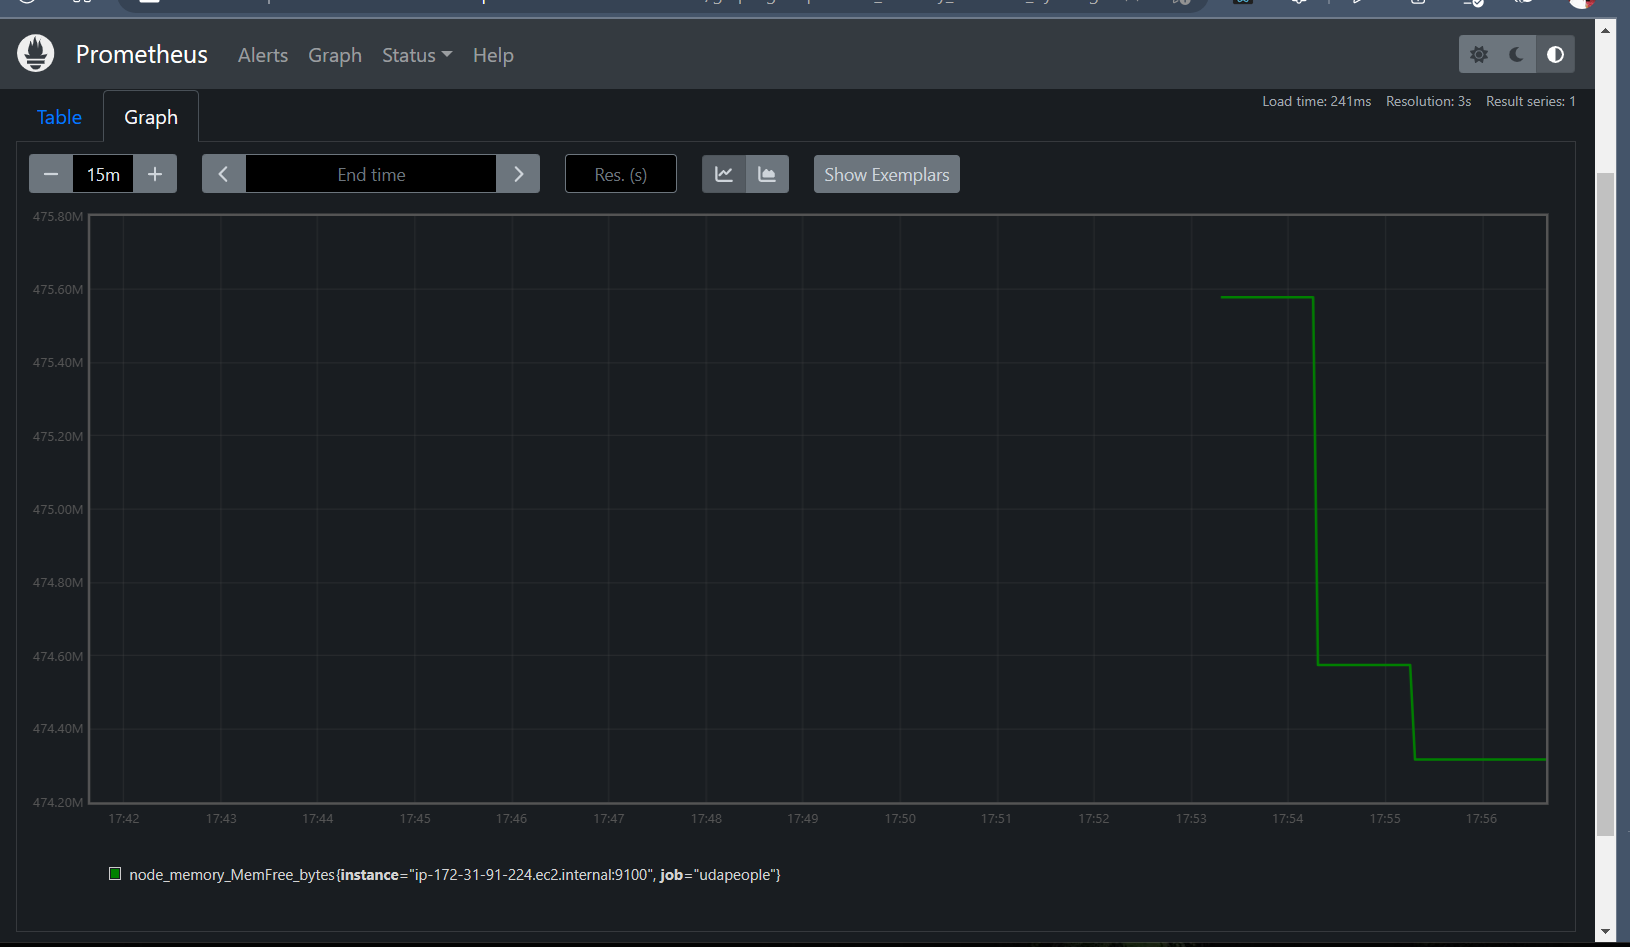 Prometheus Alerts Graph Status Help
Load time: 241ms Resolution: 3s Result series: 1
Table Graph
15m End time Res. (s) Show Exemplars
475.80M
475.60M
475.40M
475.20M
475.00M
474.80M
474.60M
474.40M
474.20M
17:42 17:43 17:44 17:45 17:46 17:47 17:48 17:49 17:50 17:51 17:52 17:53 17:54 17:55 17:56
node_memory_MemFree_bytes{instance="ip-172-31-91-224.ec2.internal:9100", job="udapeople"}